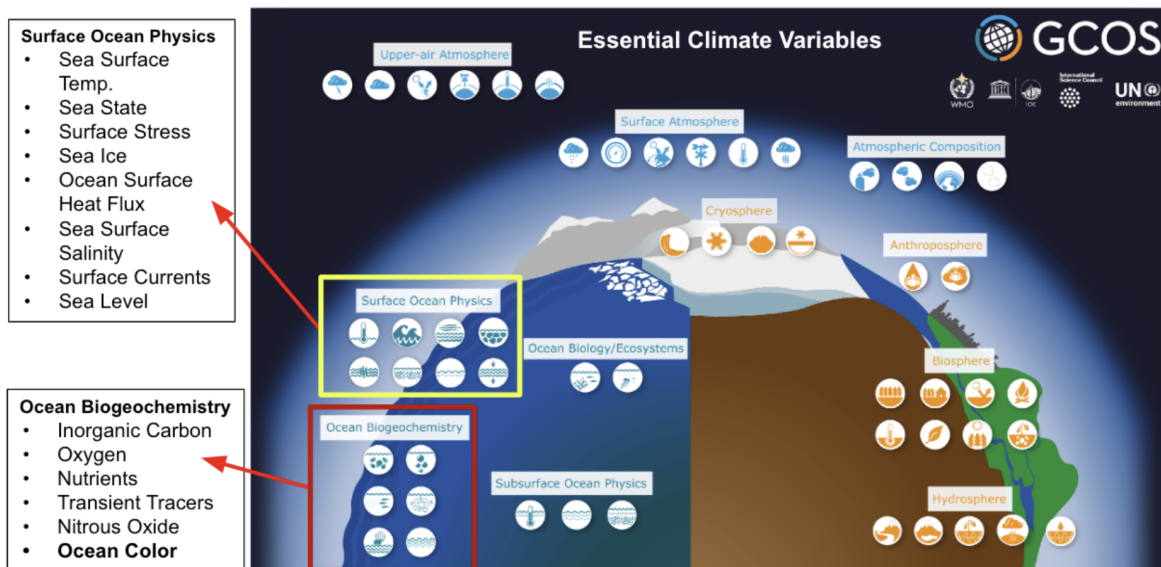 Surface Ocean Physics
• Sea Surface
Temp.
• Sea State
• Surface Stress
• Sea Ice
• Ocean Surface
Heat Flux
• Sea Surface
Salinity
• Surface Currents
• Sea Level
Ocean Biogeochemistry
• Inorganic Carbon
• Oxygen
• Nutrients
• Transient Tracers
• Nitrous Oxide
• Ocean Color
Essential Climate Variables
GCOS
WMO
IOC
International
Science Council
UN
environment
Upper-air Atmosphere
Surface Atmosphere
Atmospheric Composition
Cryosphere
Anthroposphere
Surface Ocean Physics
Ocean Biology/Ecosystems
Biosphere
Ocean Biogeochemistry
Subsurface Ocean Physics
Hydrosphere